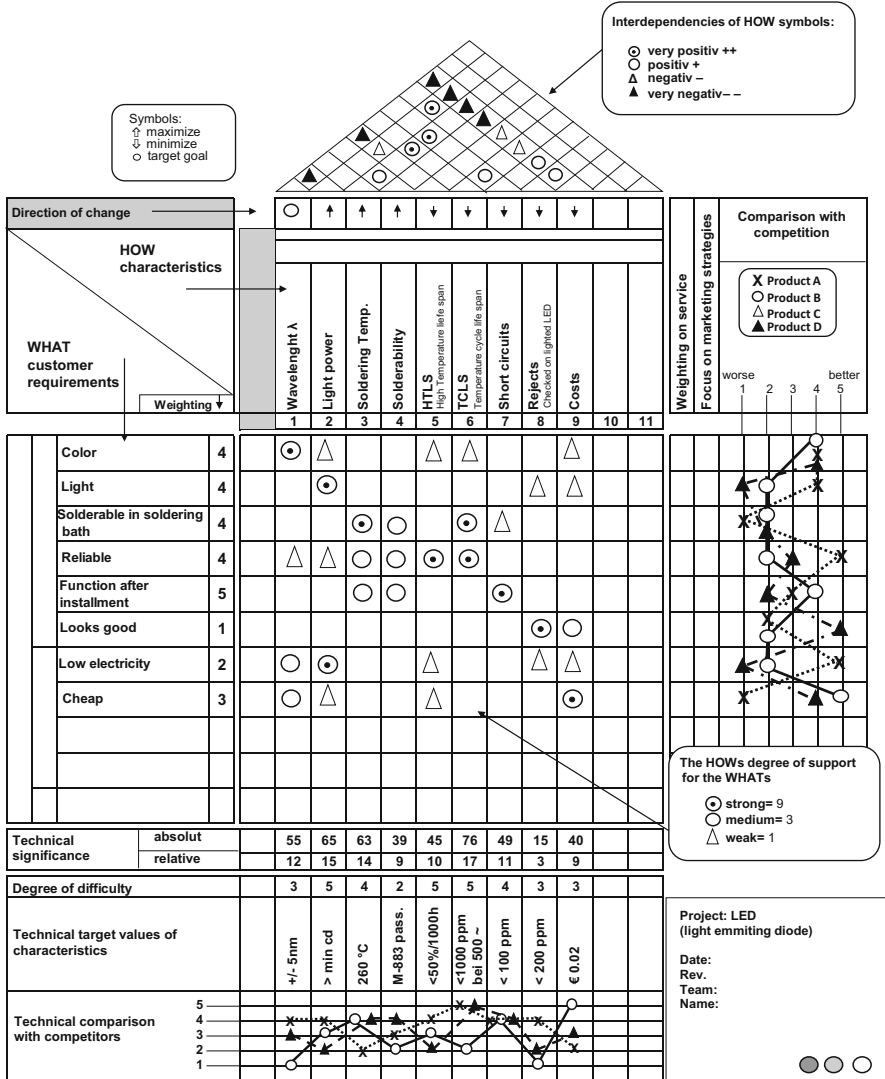 Interdependencies of HOW symbols:
very positiv ++
positiv +
negativ –
very negativ– –
Symbols:
maximize
minimize
target goal
Direction of change
HOW
characteristics
WHAT
customer
requirements
Weighting
Wavelenght λ
Light power
Soldering Temp.
Solderability
HTLS
High Temperature liefe span
TCLS
Temperature cycle life span
Short circuits
Rejects
Checked on lighted LED
Costs
1 2 3 4 5 6 7 8 9 10 11
Weighting on service
Focus on marketing strategies
Comparison with
competition
X Product A
Product B
Product C
Product D
worse better
1 2 3 4 5
Color 4
Light 4
Solderable in soldering
bath 4
Reliable 4
Function after
installment 5
Looks good 1
Low electricity 2
Cheap 3
The HOWs degree of support
for the WHATs
strong= 9
medium= 3
weak= 1
Technical
significance
absolut 55 65 63 39 45 76 49 15 40
relative 12 15 14 9 10 17 11 3 9
Degree of difficulty 3 5 4 2 5 5 4 3 3
Technical target values of
characteristics
+/- 5nm
> min cd
260 °C
M-883 pass.
<50%/1000h
<1000 ppm
bei 500 ~
< 100 ppm
< 200 ppm
€ 0.02
Technical comparison
with competitors
5
4
3
2
1
Project: LED
(light emmiting diode)
Date:
Rev.
Team:
Name: